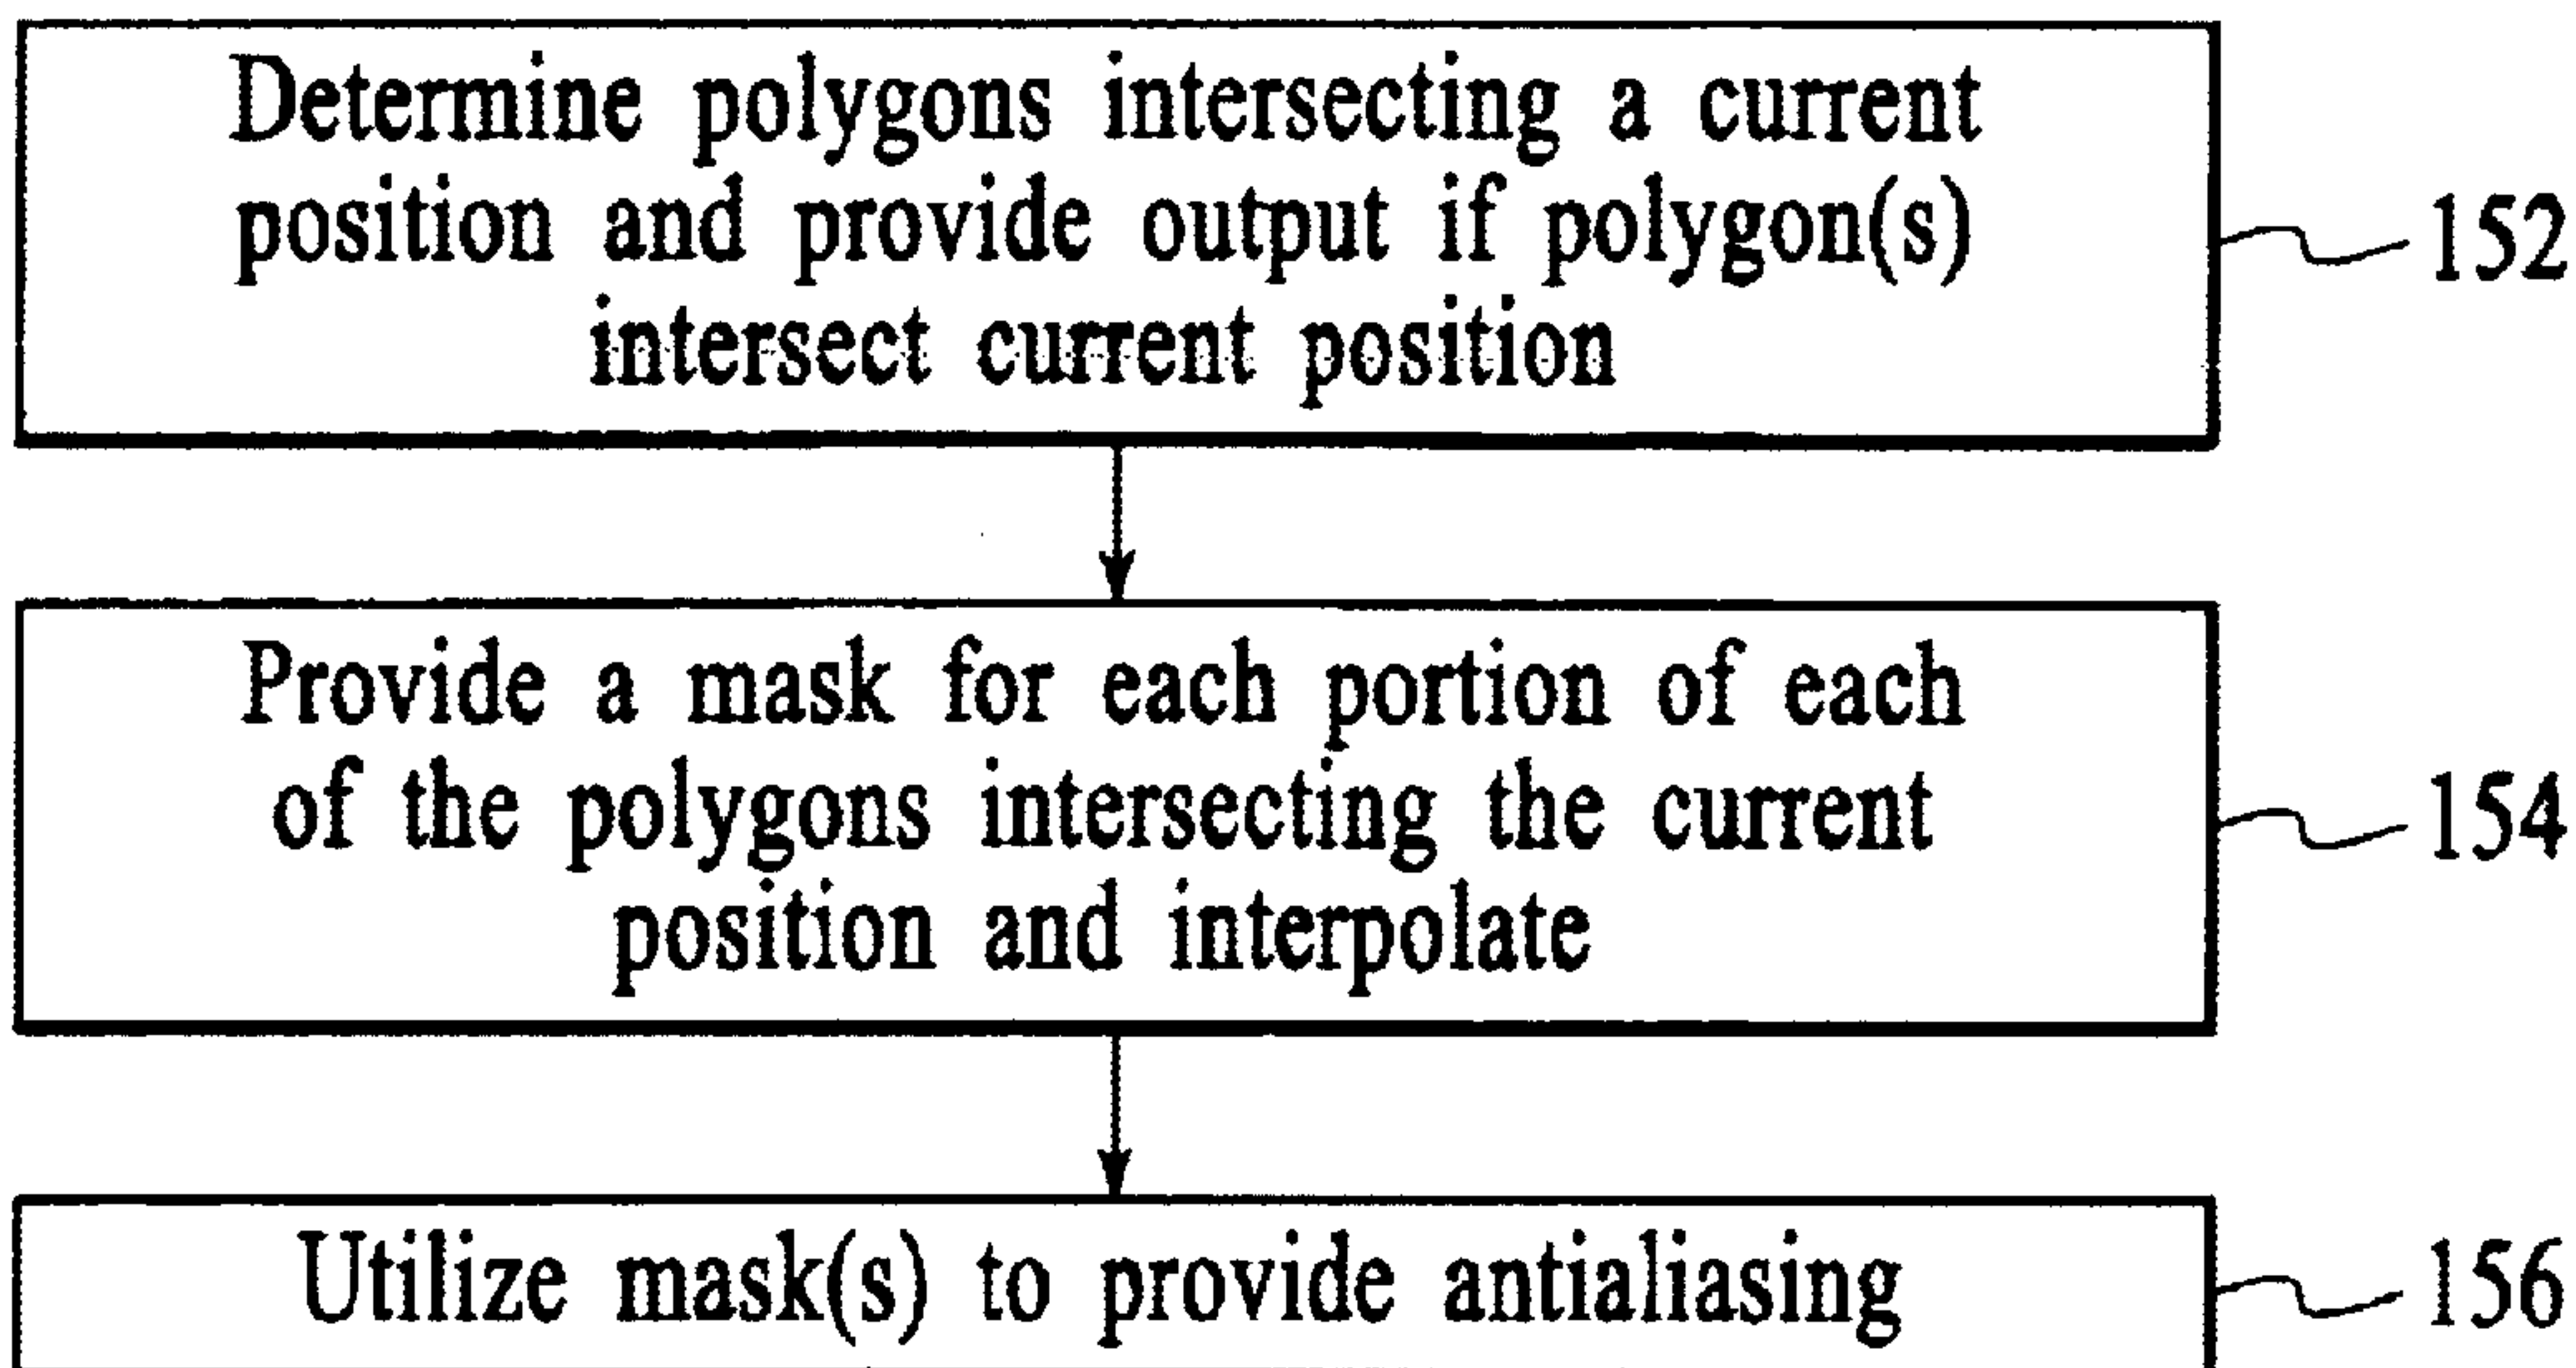 Determine polygons intersecting a current
position and provide output if polygon(s)
intersect current position
152
Provide a mask for each portion of each
of the polygons intersecting the current
position and interpolate
154
Utilize mask(s) to provide antialiasing
156